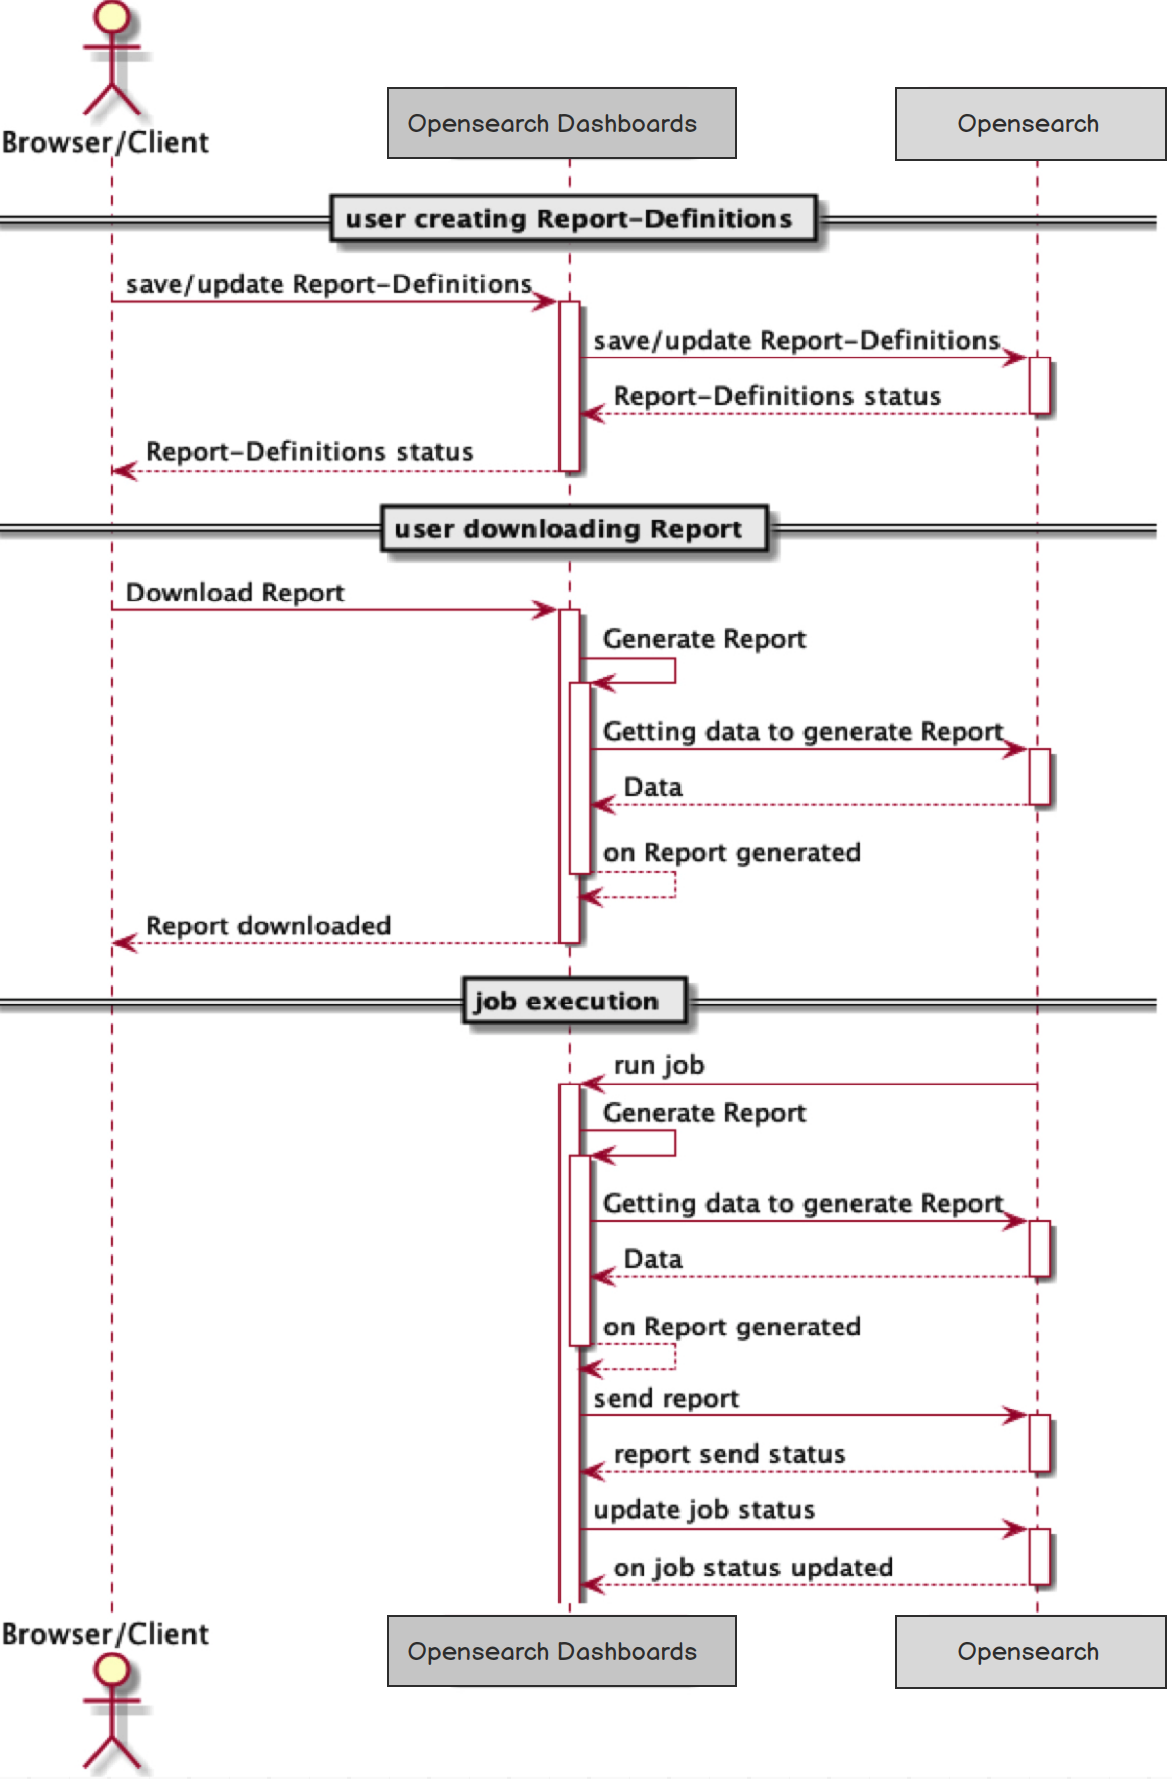 Browser/Client
Opensearch Dashboards
Opensearch
user creating Report-Definitions
save/update Report-Definitions
save/update Report-Definitions
Report-Definitions status
Report-Definitions status
user downloading Report
Download Report
Generate Report
Getting data to generate Report
Data
on Report generated
Report downloaded
job execution
run job
Generate Report
Getting data to generate Report
Data
on Report generated
send report
report send status
update job status
on job status updated
Browser/Client
Opensearch Dashboards
Opensearch